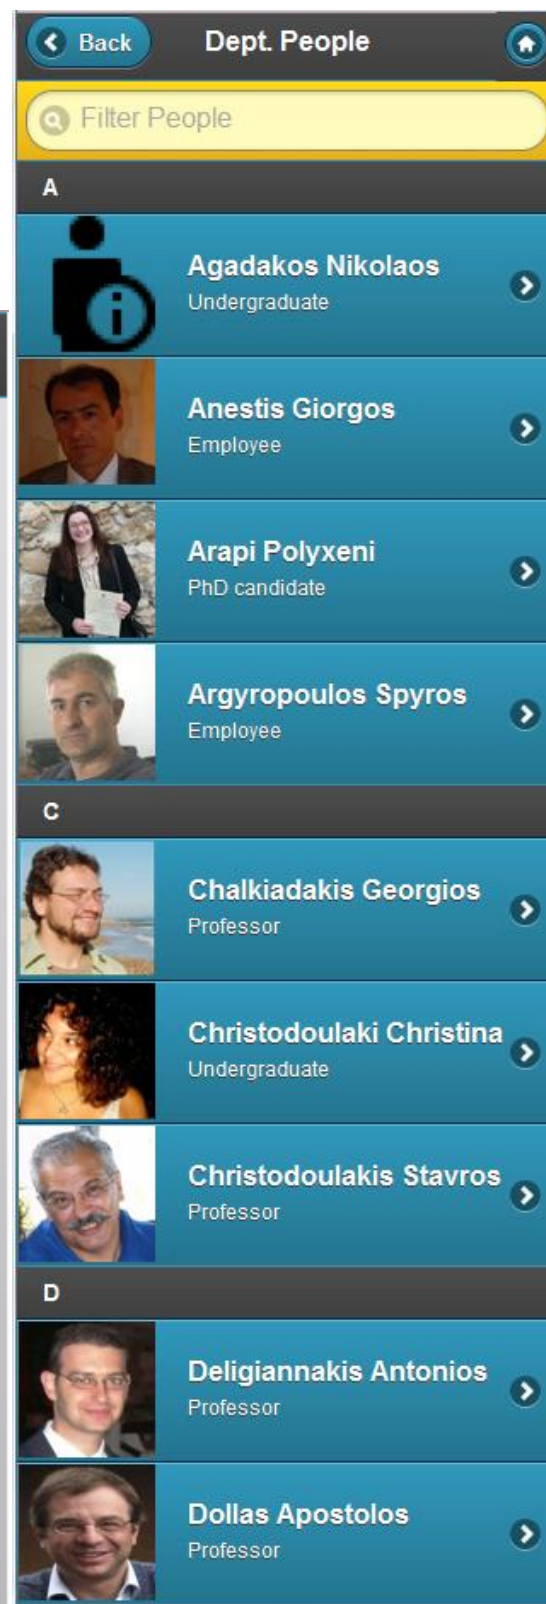 Back
Dept. People
Filter People
A
Agadakos Nikolaos
Undergraduate
Anestis Giorgos
Employee
Arapi Polyxeni
PhD candidate
Argyropoulos Spyros
Employee
C
Chalkiadakis Georgios
Professor
Christodoulaki Christina
Undergraduate
Christodoulakis Stavros
Professor
D
Deligiannakis Antonios
Professor
Dollas Apostolos
Professor